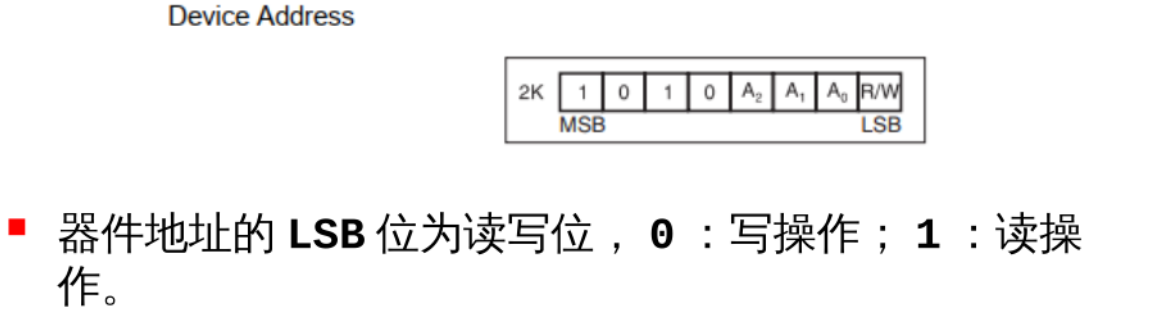 Device Address
2K 1 0 1 0 A₂ A₁ A₀ R/W
MSB LSB
器件地址的 LSB 位为读写位， 0 ：写操作； 1 ：读操
作。